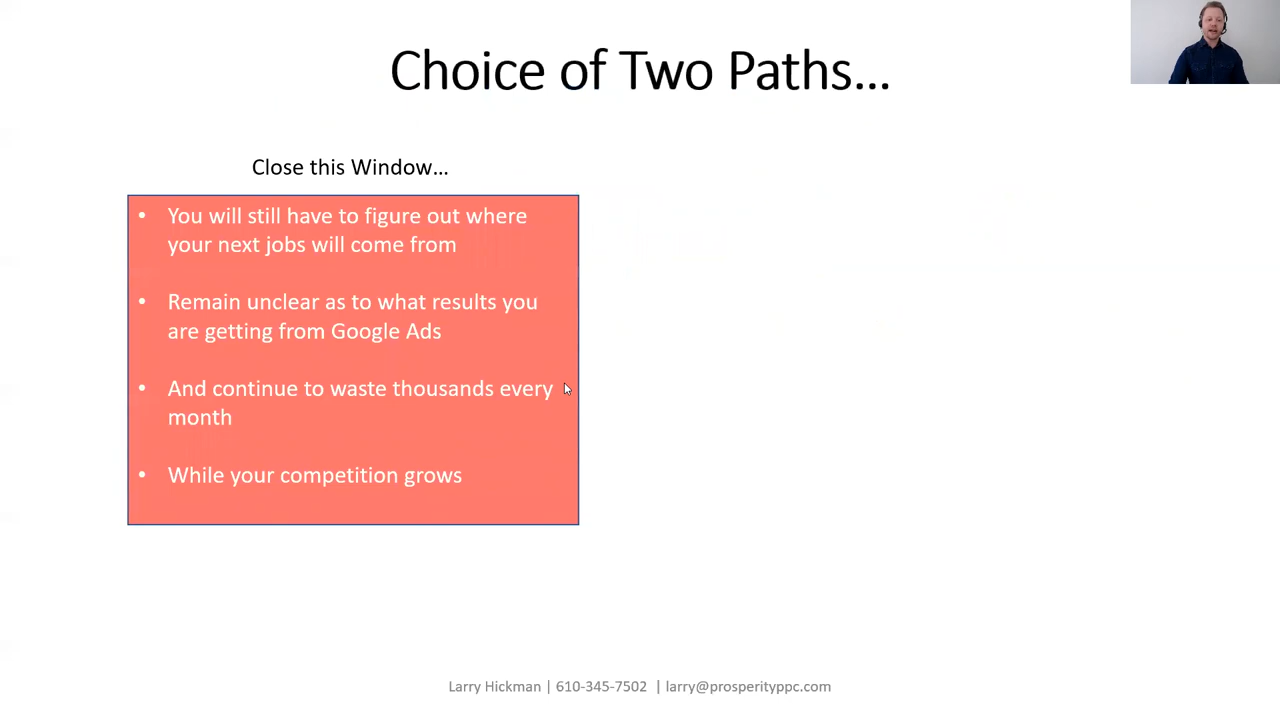 Choice of Two Paths...
Close this Window...
• You will still have to figure out where
your next jobs will come from
• Remain unclear as to what results you
are getting from Google Ads
• And continue to waste thousands every
month
• While your competition grows
Larry Hickman | 610-345-7502 | larry@prosperityppc.com